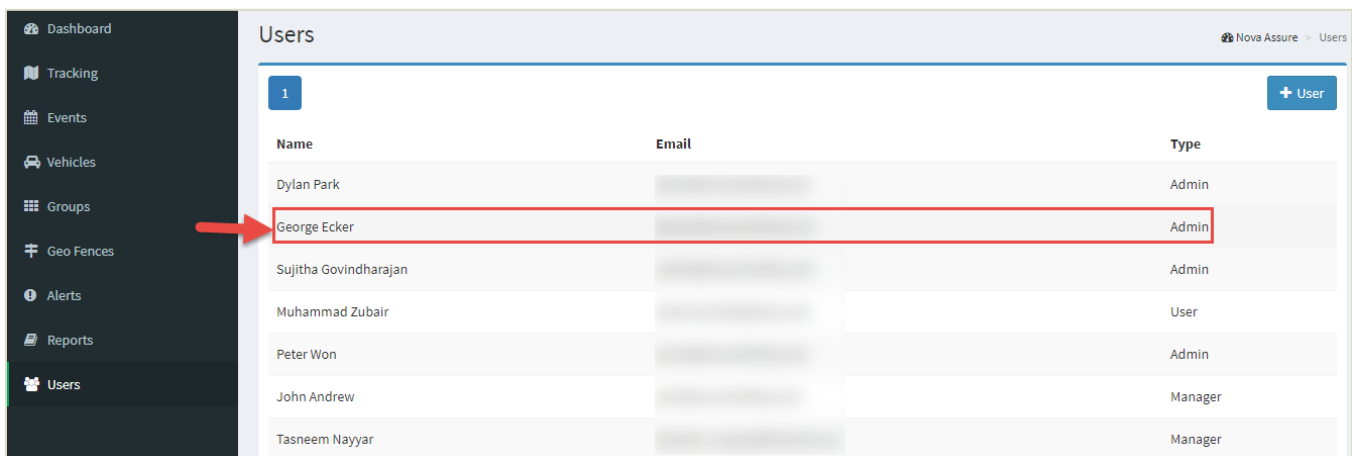 Dashboard
Tracking
Events
Vehicles
Groups
Geo Fences
Alerts
Reports
Users
Users
Nova Assure > Users
1
+ User
Name Email Type
Dylan Park Admin
George Ecker Admin
Sujitha Govindharajan Admin
Muhammad Zubair User
Peter Won Admin
John Andrew Manager
Tasneem Nayyar Manager